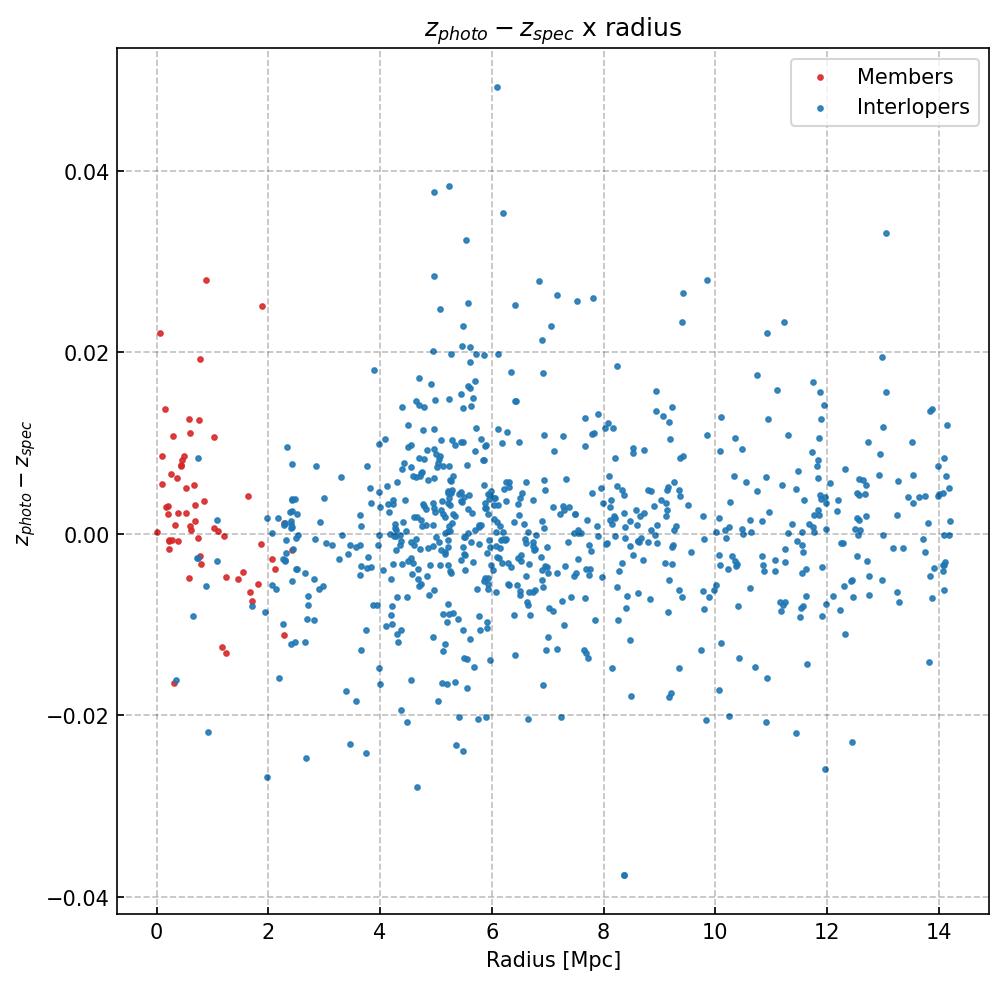 z_photo − z_spec x radius
Members
Interlopers
z_photo − z_spec
0.04
0.02
0.00
−0.02
−0.04
0 2 4 6 8 10 12 14
Radius [Mpc]